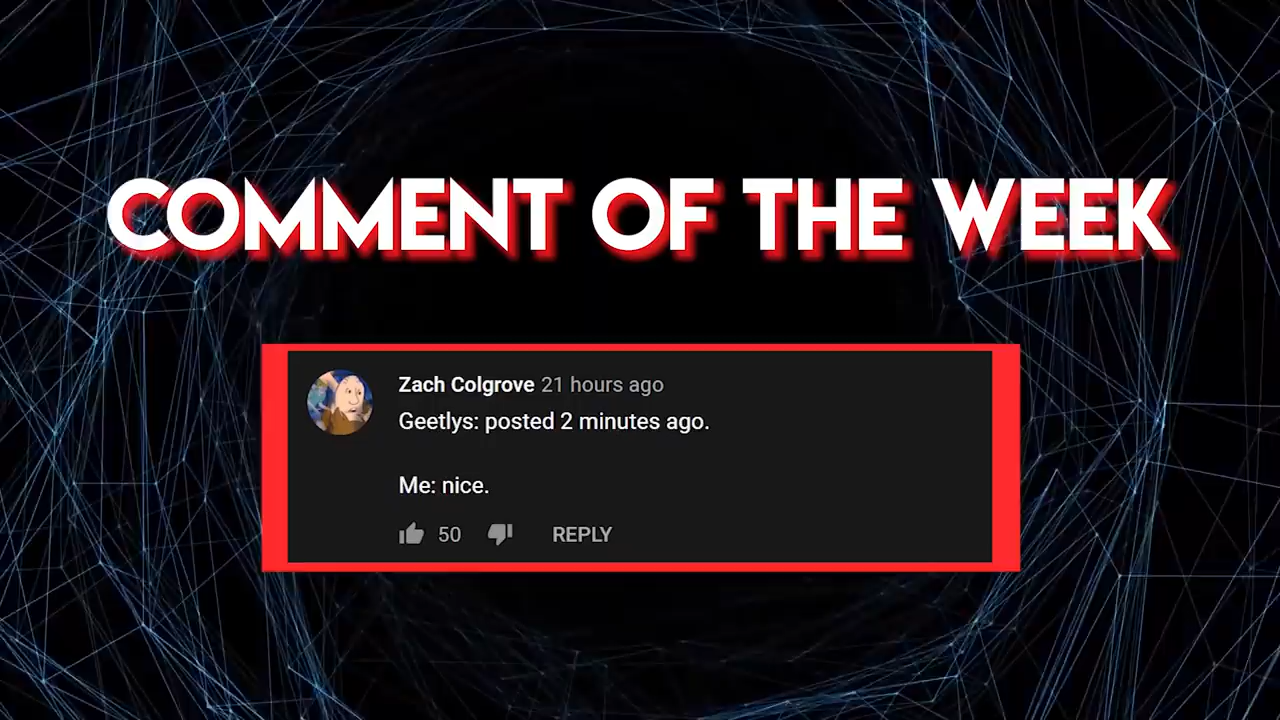 COMMENT OF THE WEEK
Zach Colgrove 21 hours ago
Geetlys: posted 2 minutes ago.
Me: nice.
50 REPLY